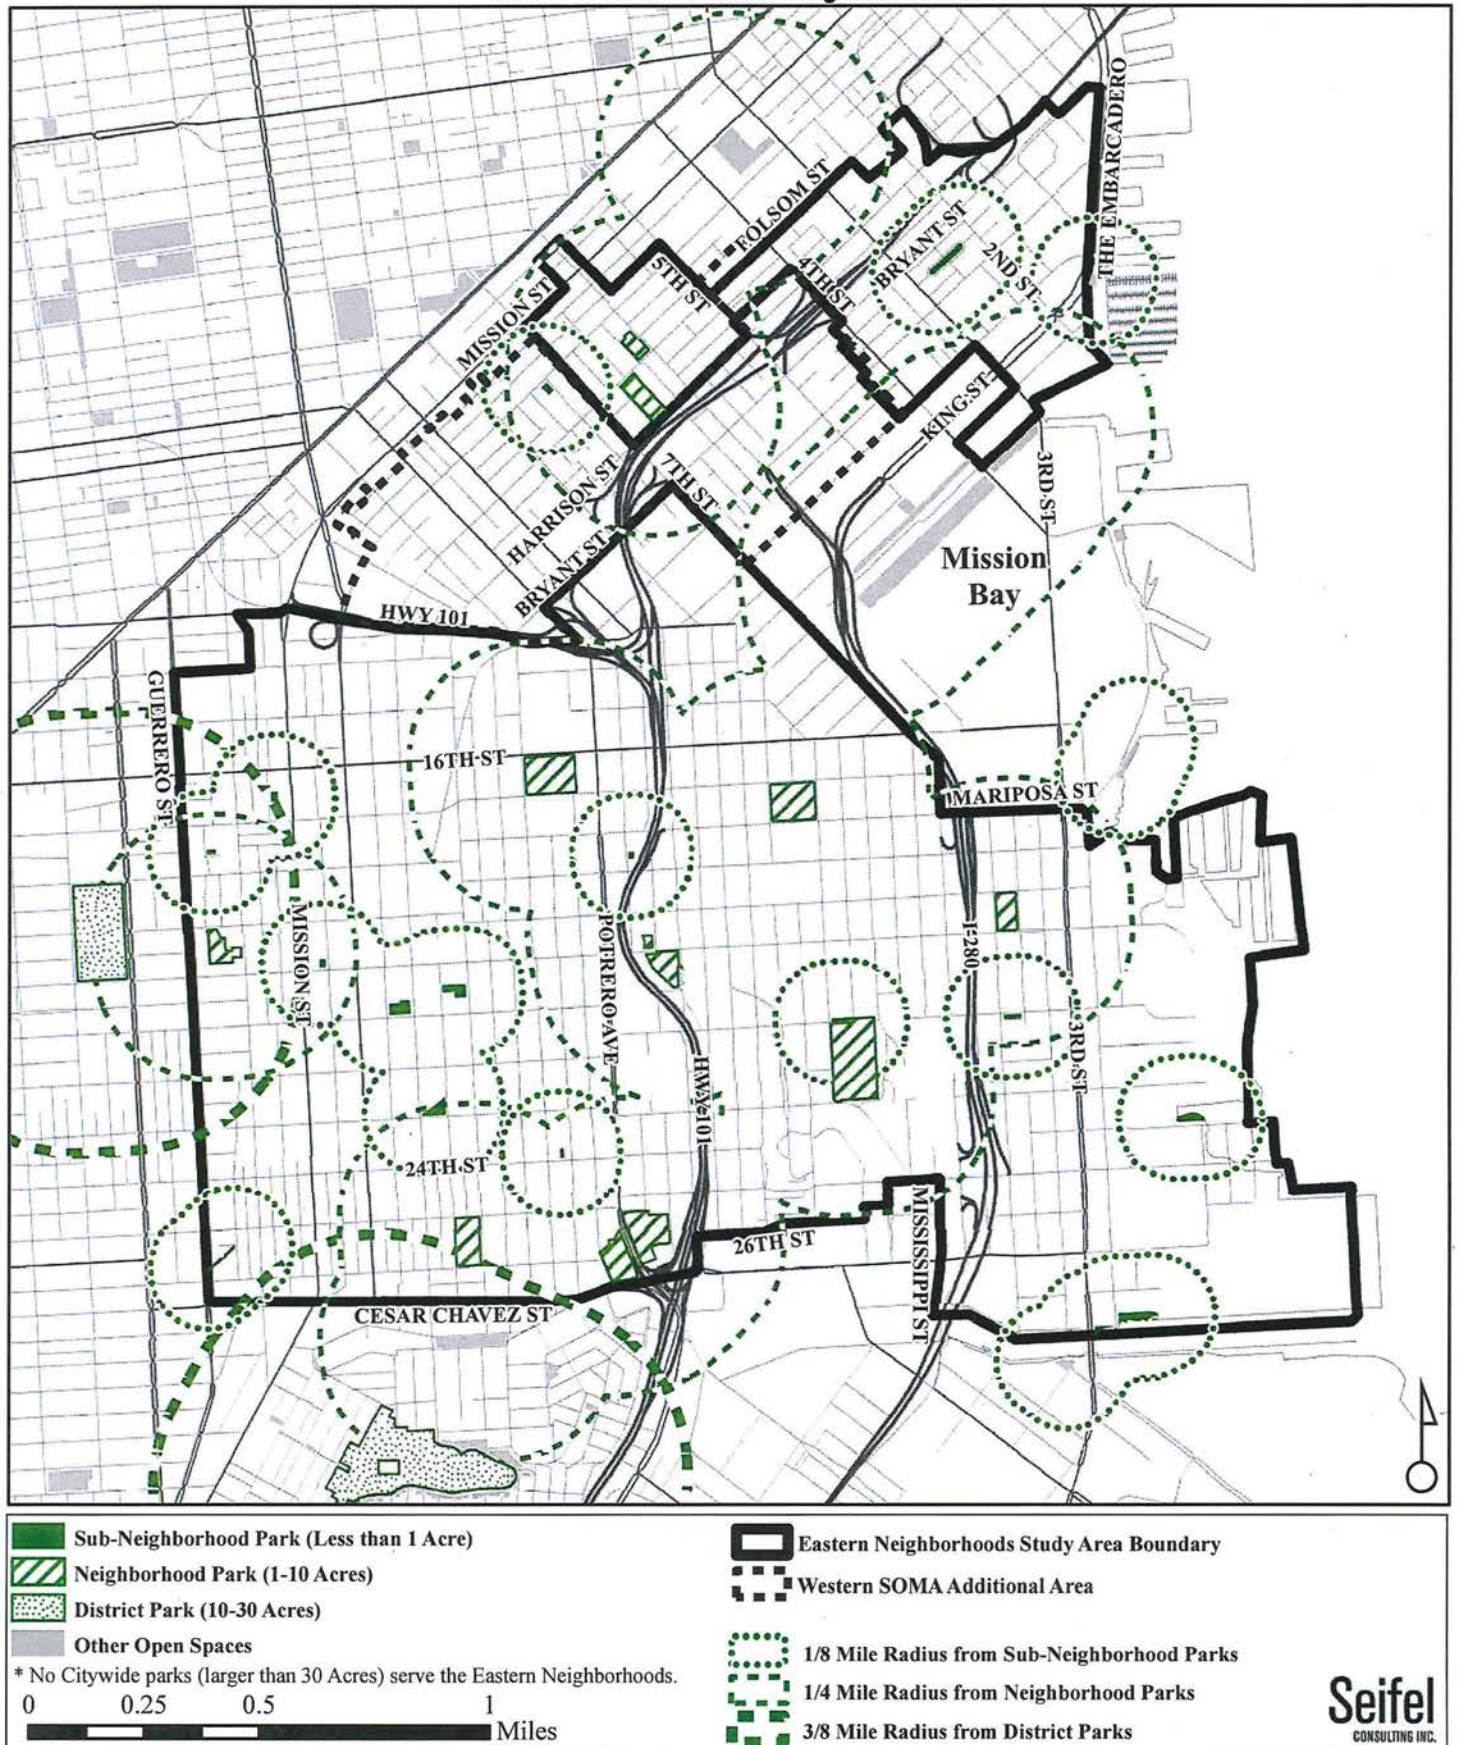 THE EMBARCADERO
FOLSOM ST
BRYANT ST
2ND ST
4TH ST
5TH ST
MISSION ST
KING ST
3RD ST
7TH ST
HARRISON ST
BRYANT ST
Mission
Bay
HWY 101
GUERRERO ST
16TH ST
MARIPOSA ST
MISSION ST
POTRERO AVE
I-280
3RD ST
HWY 101
24TH ST
26TH ST
MISSISSIPPI ST
CESAR CHAVEZ ST
Sub-Neighborhood Park (Less than 1 Acre)
Neighborhood Park (1-10 Acres)
District Park (10-30 Acres)
Other Open Spaces
* No Citywide parks (larger than 30 Acres) serve the Eastern Neighborhoods.
0 0.25 0.5 1
Miles
Eastern Neighborhoods Study Area Boundary
Western SOMA Additional Area
1/8 Mile Radius from Sub-Neighborhood Parks
1/4 Mile Radius from Neighborhood Parks
3/8 Mile Radius from District Parks
Seifel
CONSULTING INC.